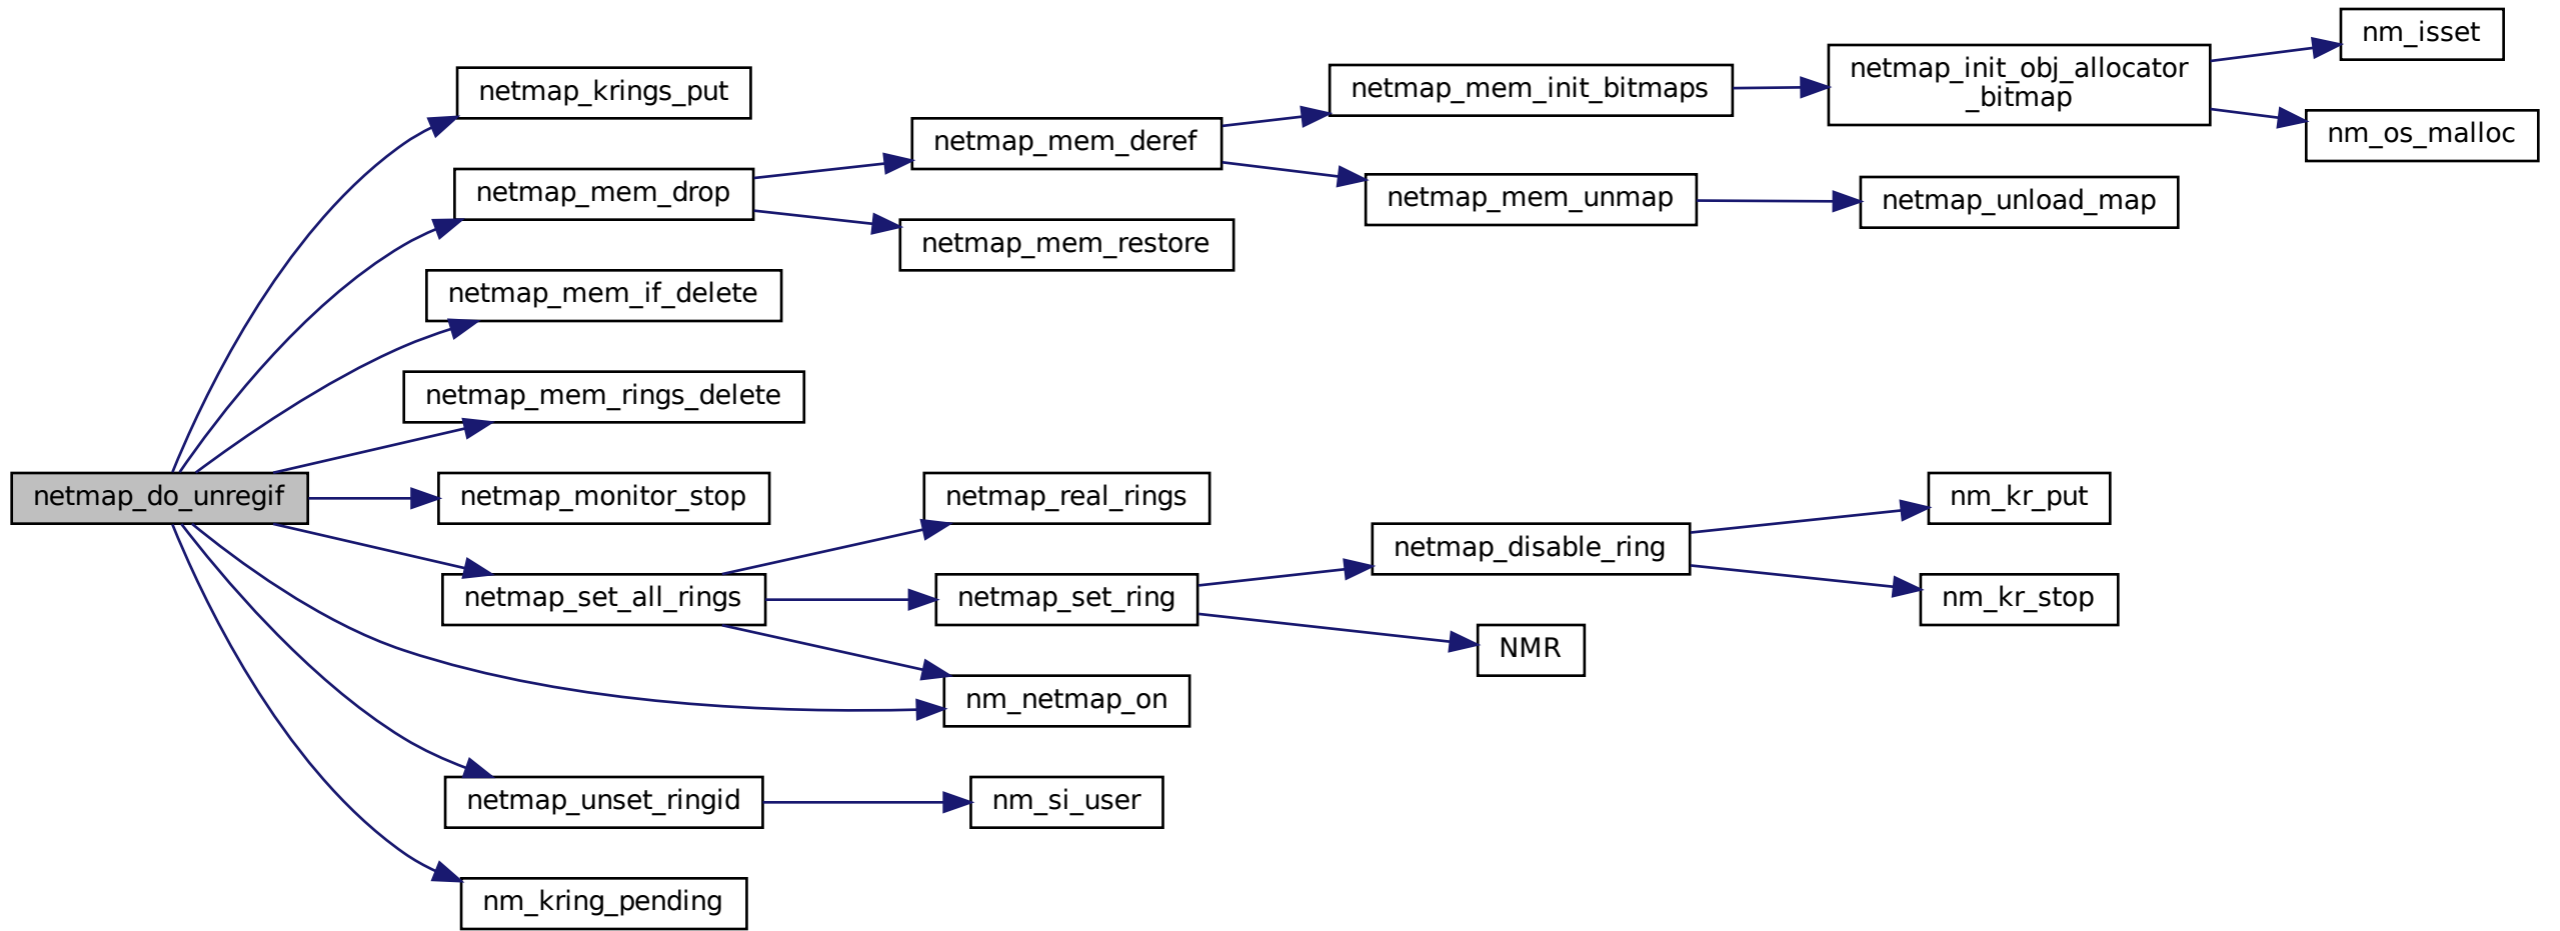 nm_isset
netmap_init_obj_allocator
_bitmap
netmap_krings_put
netmap_mem_init_bitmaps
nm_os_malloc
netmap_mem_deref
netmap_mem_drop
netmap_mem_unmap
netmap_unload_map
netmap_mem_restore
netmap_mem_if_delete
netmap_mem_rings_delete
netmap_do_unregif
netmap_monitor_stop
netmap_real_rings
nm_kr_put
netmap_disable_ring
netmap_set_all_rings
netmap_set_ring
nm_kr_stop
NMR
nm_netmap_on
netmap_unset_ringid
nm_si_user
nm_kring_pending